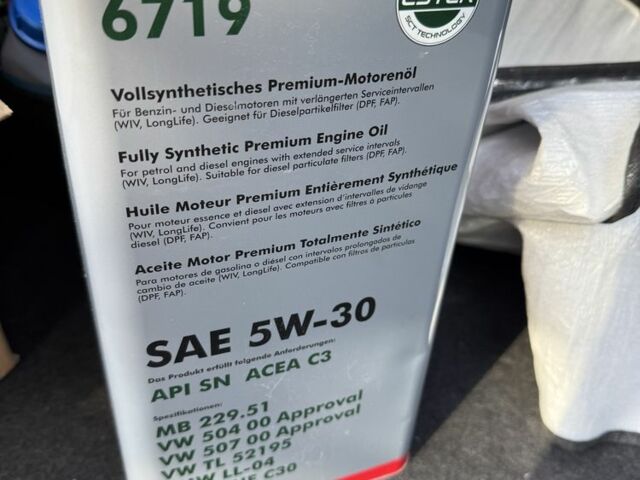 6719
ESTER
SCT TECHNOLOGY
Vollsynthetisches Premium-Motorenöl
Für Benzin- und Dieselmotoren mit verlängerten Serviceintervallen
(WIV, LongLife). Geeignet für Dieselpartikelfilter (DPF, FAP).
Fully Synthetic Premium Engine Oil
For petrol and diesel engines with extended service intervals
(WIV, LongLife). Suitable for diesel particulate filters (DPF, FAP).
Huile Moteur Premium Entièrement Synthétique
Pour moteur essence et diesel avec extension d'intervalles de vidange
(WIV, LongLife). Convient pour les moteurs avec filtres à particules
diesel (DPF, FAP).
Aceite Motor Premium Totalmente Sintético
Para motores de gasolina o diésel con intervalos prolongados de
cambio de aceite (WIV, LongLife). Compatible con filtros de partículas
(DPF, FAP).
SAE 5W-30
Das Produkt erfüllt folgende Anforderungen:
API SN ACEA C3
Spezifikationen:
MB 229.51
VW 504 00 Approval
VW 507 00 Approval
VW TL 52195
LL-04
C30